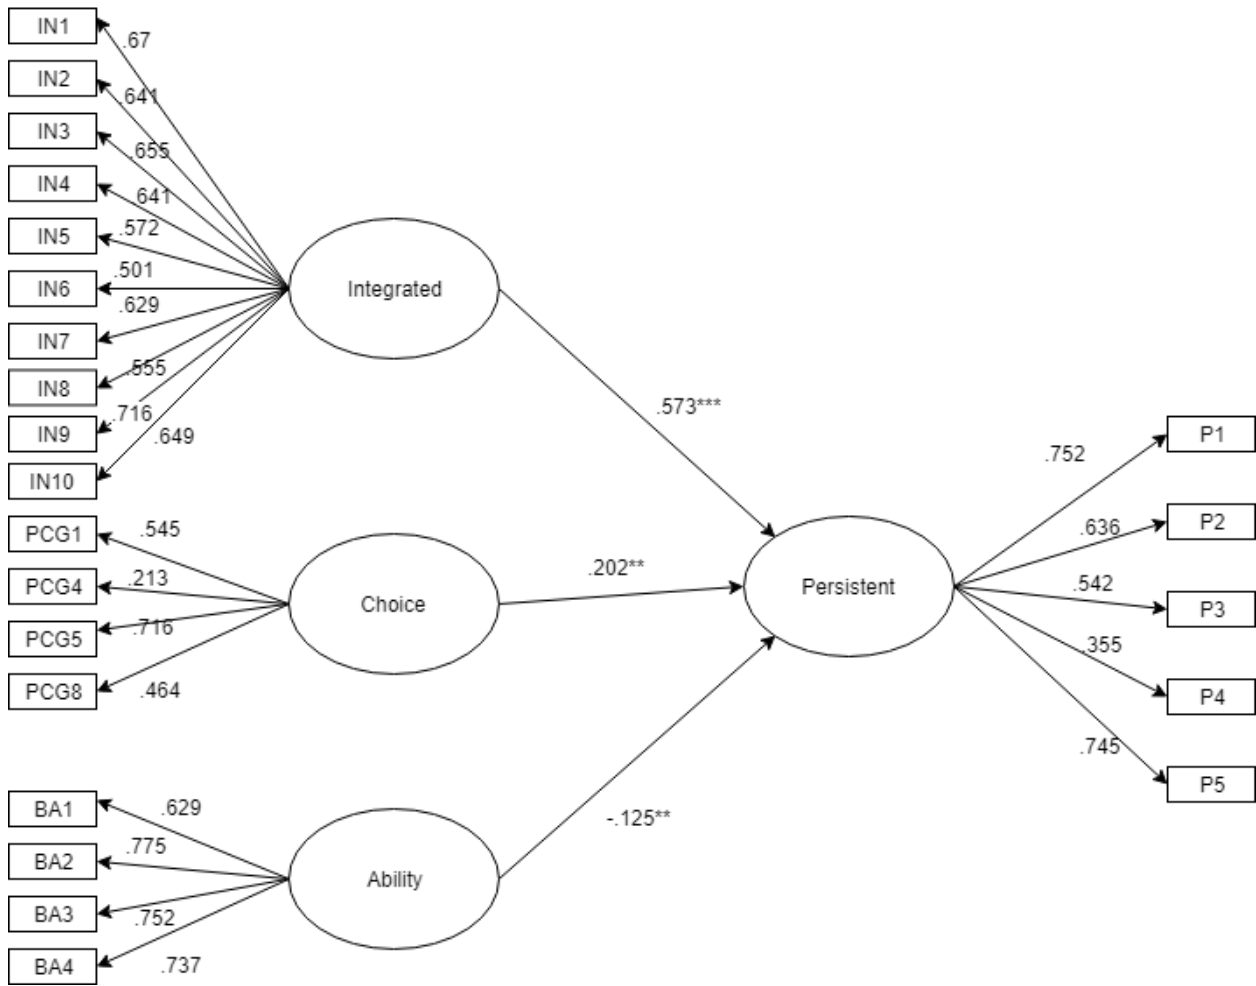 IN1
.67
IN2
.641
IN3
.655
IN4
.641
IN5
.572
IN6
.501
.629
IN7
IN8
.555
IN9
.716
.649
IN10
Integrated
.573***
PCG1
.545
PCG4
.213
PCG5
.716
PCG8
.464
Choice
.202**
BA1
.629
BA2
.775
BA3
.752
BA4
.737
Ability
-.125**
Persistent
.752
P1
.636
P2
.542
P3
.355
P4
.745
P5